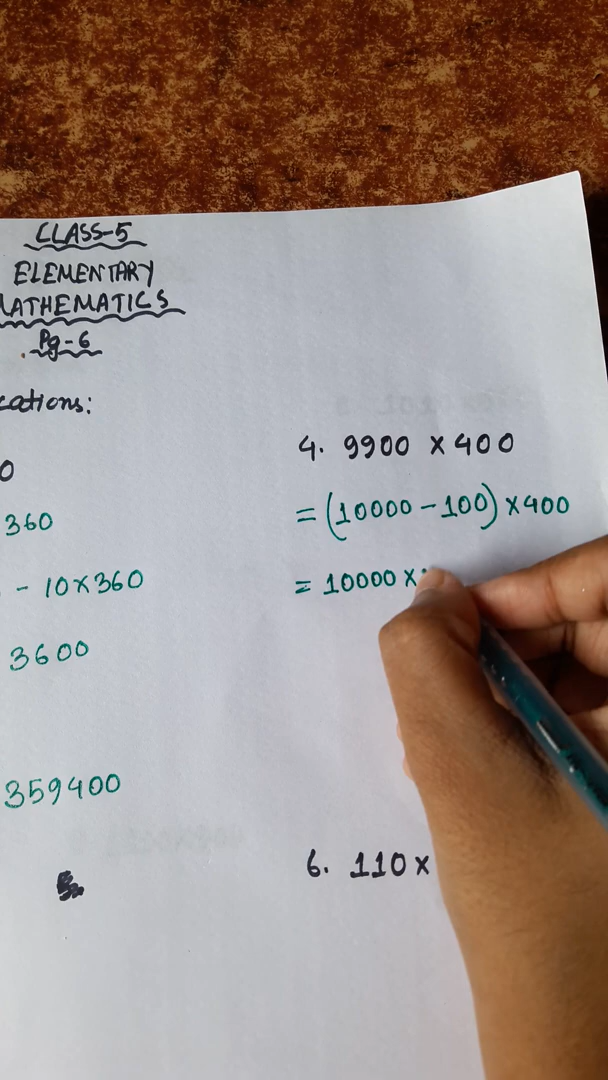 CLASS-5
ELEMENTARY
MATHEMATICS
Pg-6
cations:
0
360
- 10×360
3600
359400
4. 9900 × 400
= (10000 - 100) × 400
= 10000 ×
6. 110 ×